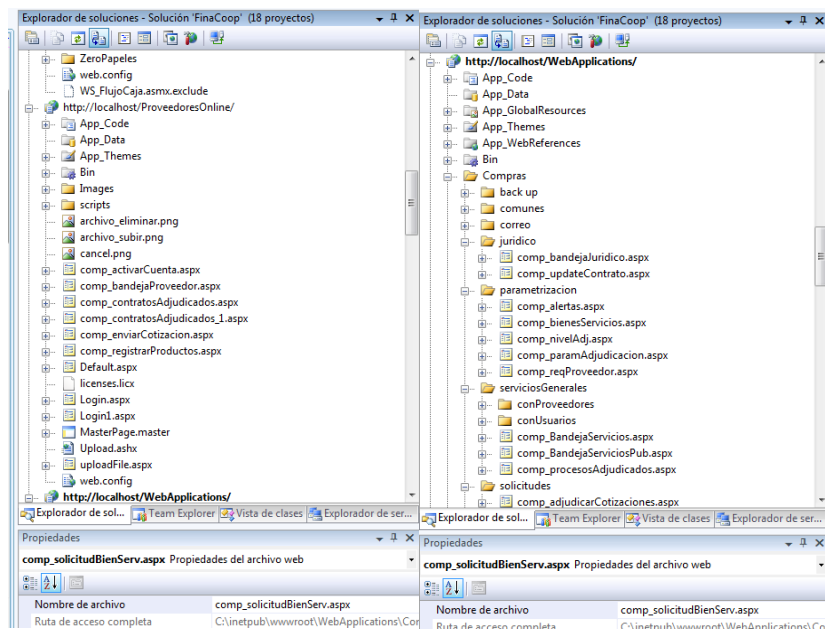 Explorador de soluciones - Solución 'FinaCoop' (18 proyectos)
ZeroPapeles
web.config
WS_FlujoCaja.asmx.exclude
http://localhost/ProveedoresOnline/
App_Code
App_Data
App_Themes
Bin
Images
scripts
archivo_eliminar.png
archivo_subir.png
cancel.png
comp_activarCuenta.aspx
comp_bandejaProveedor.aspx
comp_contratosAdjudicados.aspx
comp_contratosAdjudicados_1.aspx
comp_enviarCotizacion.aspx
comp_registrarProductos.aspx
Default.aspx
licenses.licx
Login.aspx
Login1.aspx
MasterPage.master
Upload.ashx
uploadFile.aspx
web.config
http://localhost/WebApplications/
Explorador de sol... Team Explorer Vista de clases Explorador de ser...
Propiedades
comp_solicitudBienServ.aspx Propiedades del archivo web
Nombre de archivo comp_solicitudBienServ.aspx
Ruta de acceso completa C:\inetpub\wwwroot\WebApplications\Cor
Explorador de soluciones - Solución 'FinaCoop' (18 proyectos)
http://localhost/WebApplications/
App_Code
App_Data
App_GlobalResources
App_Themes
App_WebReferences
Bin
Compras
back up
comunes
correo
juridico
comp_bandejaJuridico.aspx
comp_updateContrato.aspx
parametrizacion
comp_alertas.aspx
comp_bienesServicios.aspx
comp_nivelAdj.aspx
comp_paramAdjudicacion.aspx
comp_reqProveedor.aspx
serviciosGenerales
conProveedores
conUsuarios
comp_BandejaServicios.aspx
comp_BandejaServiciosPub.aspx
comp_procesosAdjudicados.aspx
solicitudes
comp_adjudicarCotizaciones.aspx
Explorador de sol... Team Explorer Vista de clases Explorador de ser...
Propiedades
comp_solicitudBienServ.aspx Propiedades del archivo web
Nombre de archivo comp_solicitudBienServ.aspx
Ruta de acceso completa C:\inetpub\wwwroot\WebApplications\Co